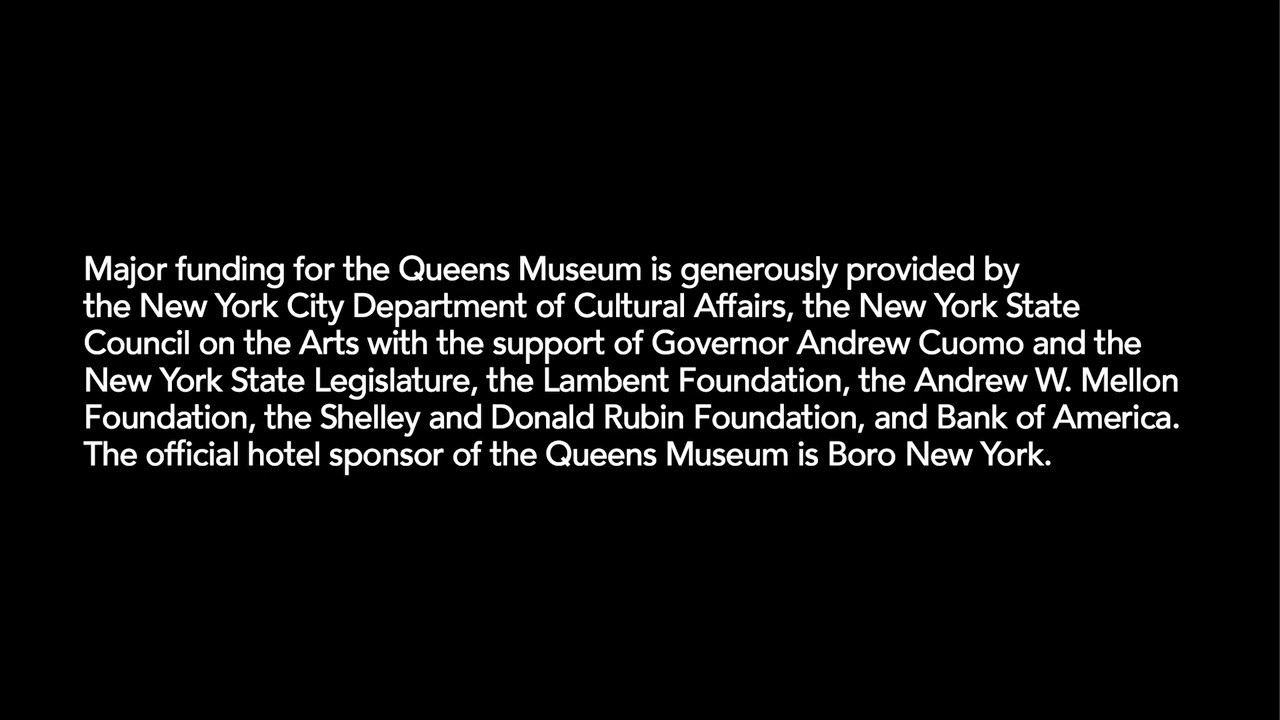 Major funding for the Queens Museum is generously provided by
the New York City Department of Cultural Affairs, the New York State
Council on the Arts with the support of Governor Andrew Cuomo and the
New York State Legislature, the Lambent Foundation, the Andrew W. Mellon
Foundation, the Shelley and Donald Rubin Foundation, and Bank of America.
The official hotel sponsor of the Queens Museum is Boro New York.